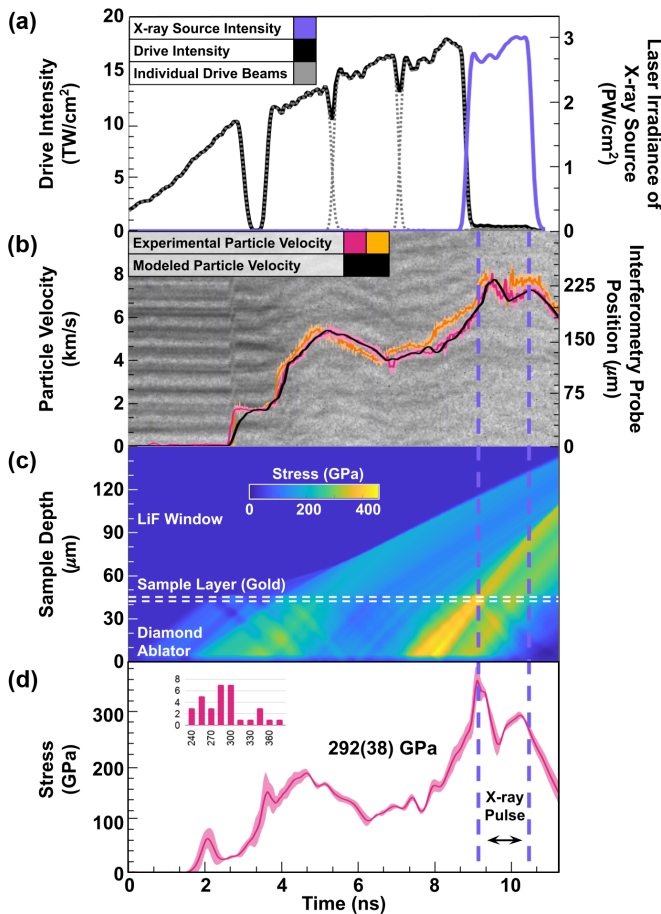 (a)
X-ray Source Intensity
Drive Intensity
Individual Drive Beams
Drive Intensity
(TW/cm²)
20
15
10
5
0
3
2
1
0
Laser Irradiance of
X-ray Source
(PW/cm²)
(b)
Experimental Particle Velocity
Modeled Particle Velocity
Particle Velocity
km/s
8
6
4
2
0
225
150
75
0
Interferometry Probe
Position (μm)
(c)
Stress (GPa)
0
200
400
LiF Window
Sample Layer (Gold)
Diamond
Ablator
Sample Depth
(μm)
120
90
60
30
0
(d)
8
6
4
2
0
240
270
300
330
360
292(38) GPa
X-ray
Pulse
Stress
(GPa)
300
200
100
0
0
2
4
6
8
10
Time (ns)